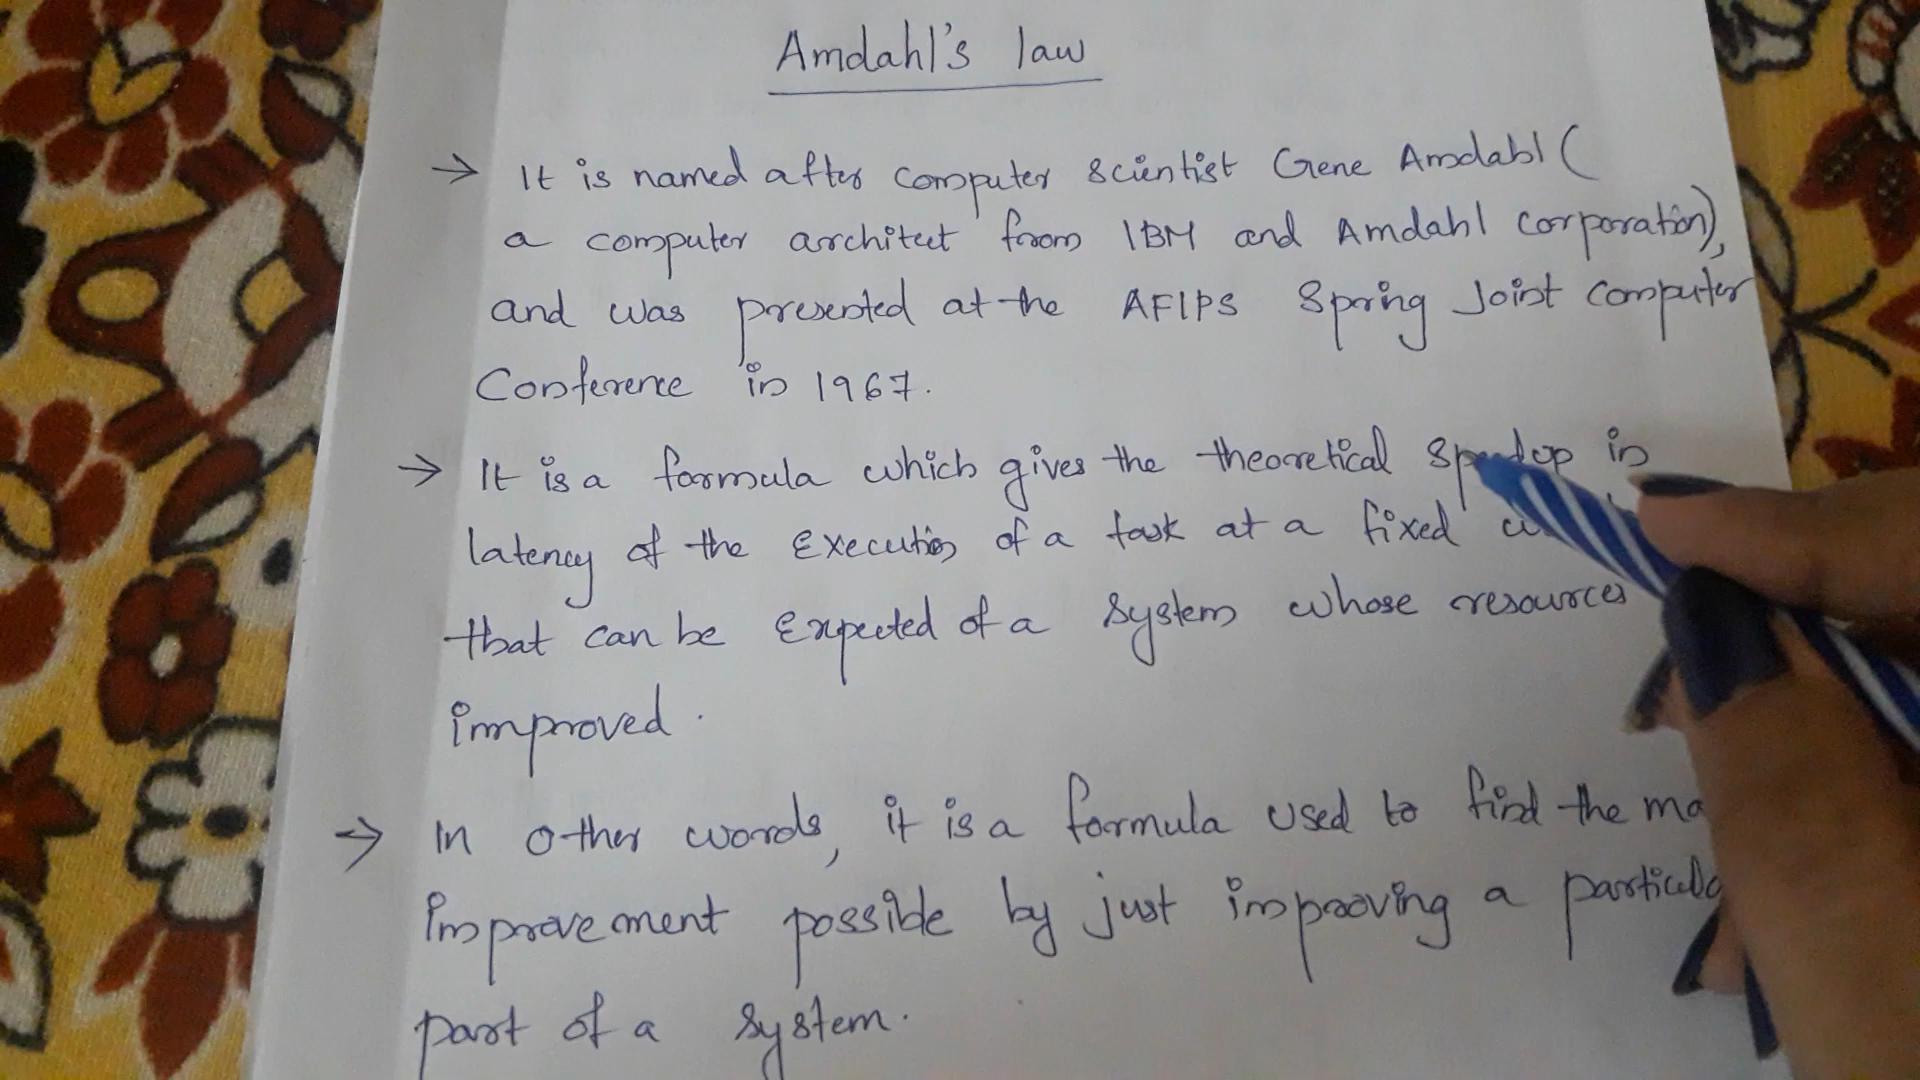 Amdahl's law
→ It is named after computer scientist Gene Amdahl (
a computer architect from IBM and Amdahl corporation),
and was presented at the AFIPS Spring Joint Computer
Conference in 1967.
→ It is a formula which gives the theoretical speedup in
latency of the Execution of a task at a fixed
that can be Expected of a system whose resources
improved.
→ In other words, it is a formula used to find the
improvement possible by just improving a
part of a system.